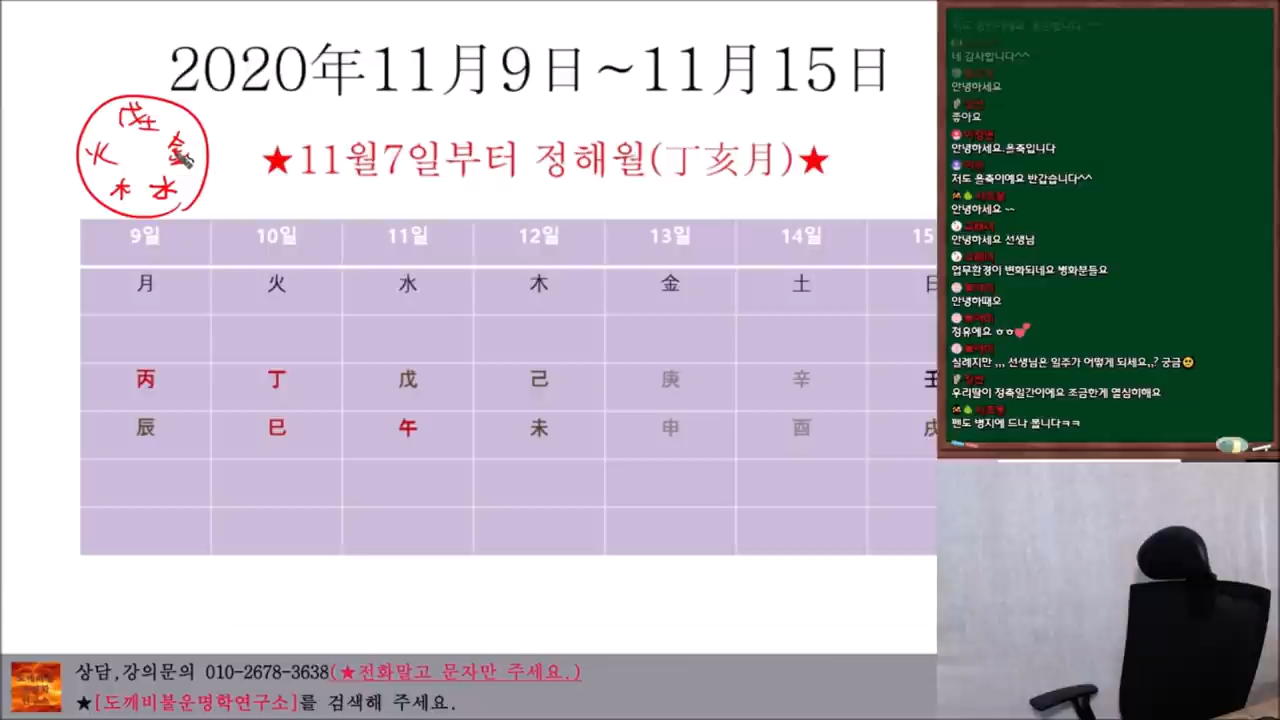 2020年11月9日~11月15日
★11월7일부터 정해월(丁亥月)★
戊土
火
木 水
9일 10일 11일 12일 13일 14일 15
月 火 水 木 金 土 日
丙 丁 戊 己 庚 辛 壬
辰 巳 午 未 申 酉 戌
상담,강의문의 010-2678-3638(★전화말고 문자만 주세요.)
★[도깨비불운명학연구소]를 검색해 주세요.
네 감사합니다^^
안녕하세요
좋아요
안녕하세요.을축입니다
저도 을축이예요 반갑습니다^^
안녕하세요 ~~
안녕하세요 선생님
업무환경이 변화되네요 병화분들요
안녕하때요
정유에요 ㅎㅎ
실례지만 ,,, 선생님은 일주가 어떻게 되세요,,? 궁금
우리딸이 정축일간이에요 조금한게 열심히해요
펜도 병지에 드나 봅니다ㅋㅋ